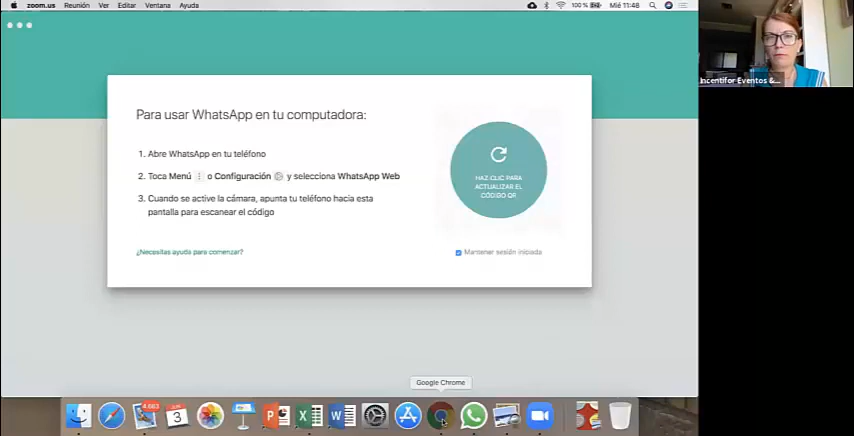 zoom.us Reunión Ver Editar Ventana Ayuda
100 % Mié 11:48
Incentifor Eventos &...
Para usar WhatsApp en tu computadora:
1. Abre WhatsApp en tu teléfono
2. Toca Menú o Configuración y selecciona WhatsApp Web
3. Cuando se active la cámara, apunta tu teléfono hacia esta
pantalla para escanear el código
HAZ CLIC PARA
ACTUALIZAR EL
CÓDIGO QR
¿Necesitas ayuda para comenzar?
Mantener sesión iniciada
Google Chrome
4.683
3
P
X
W